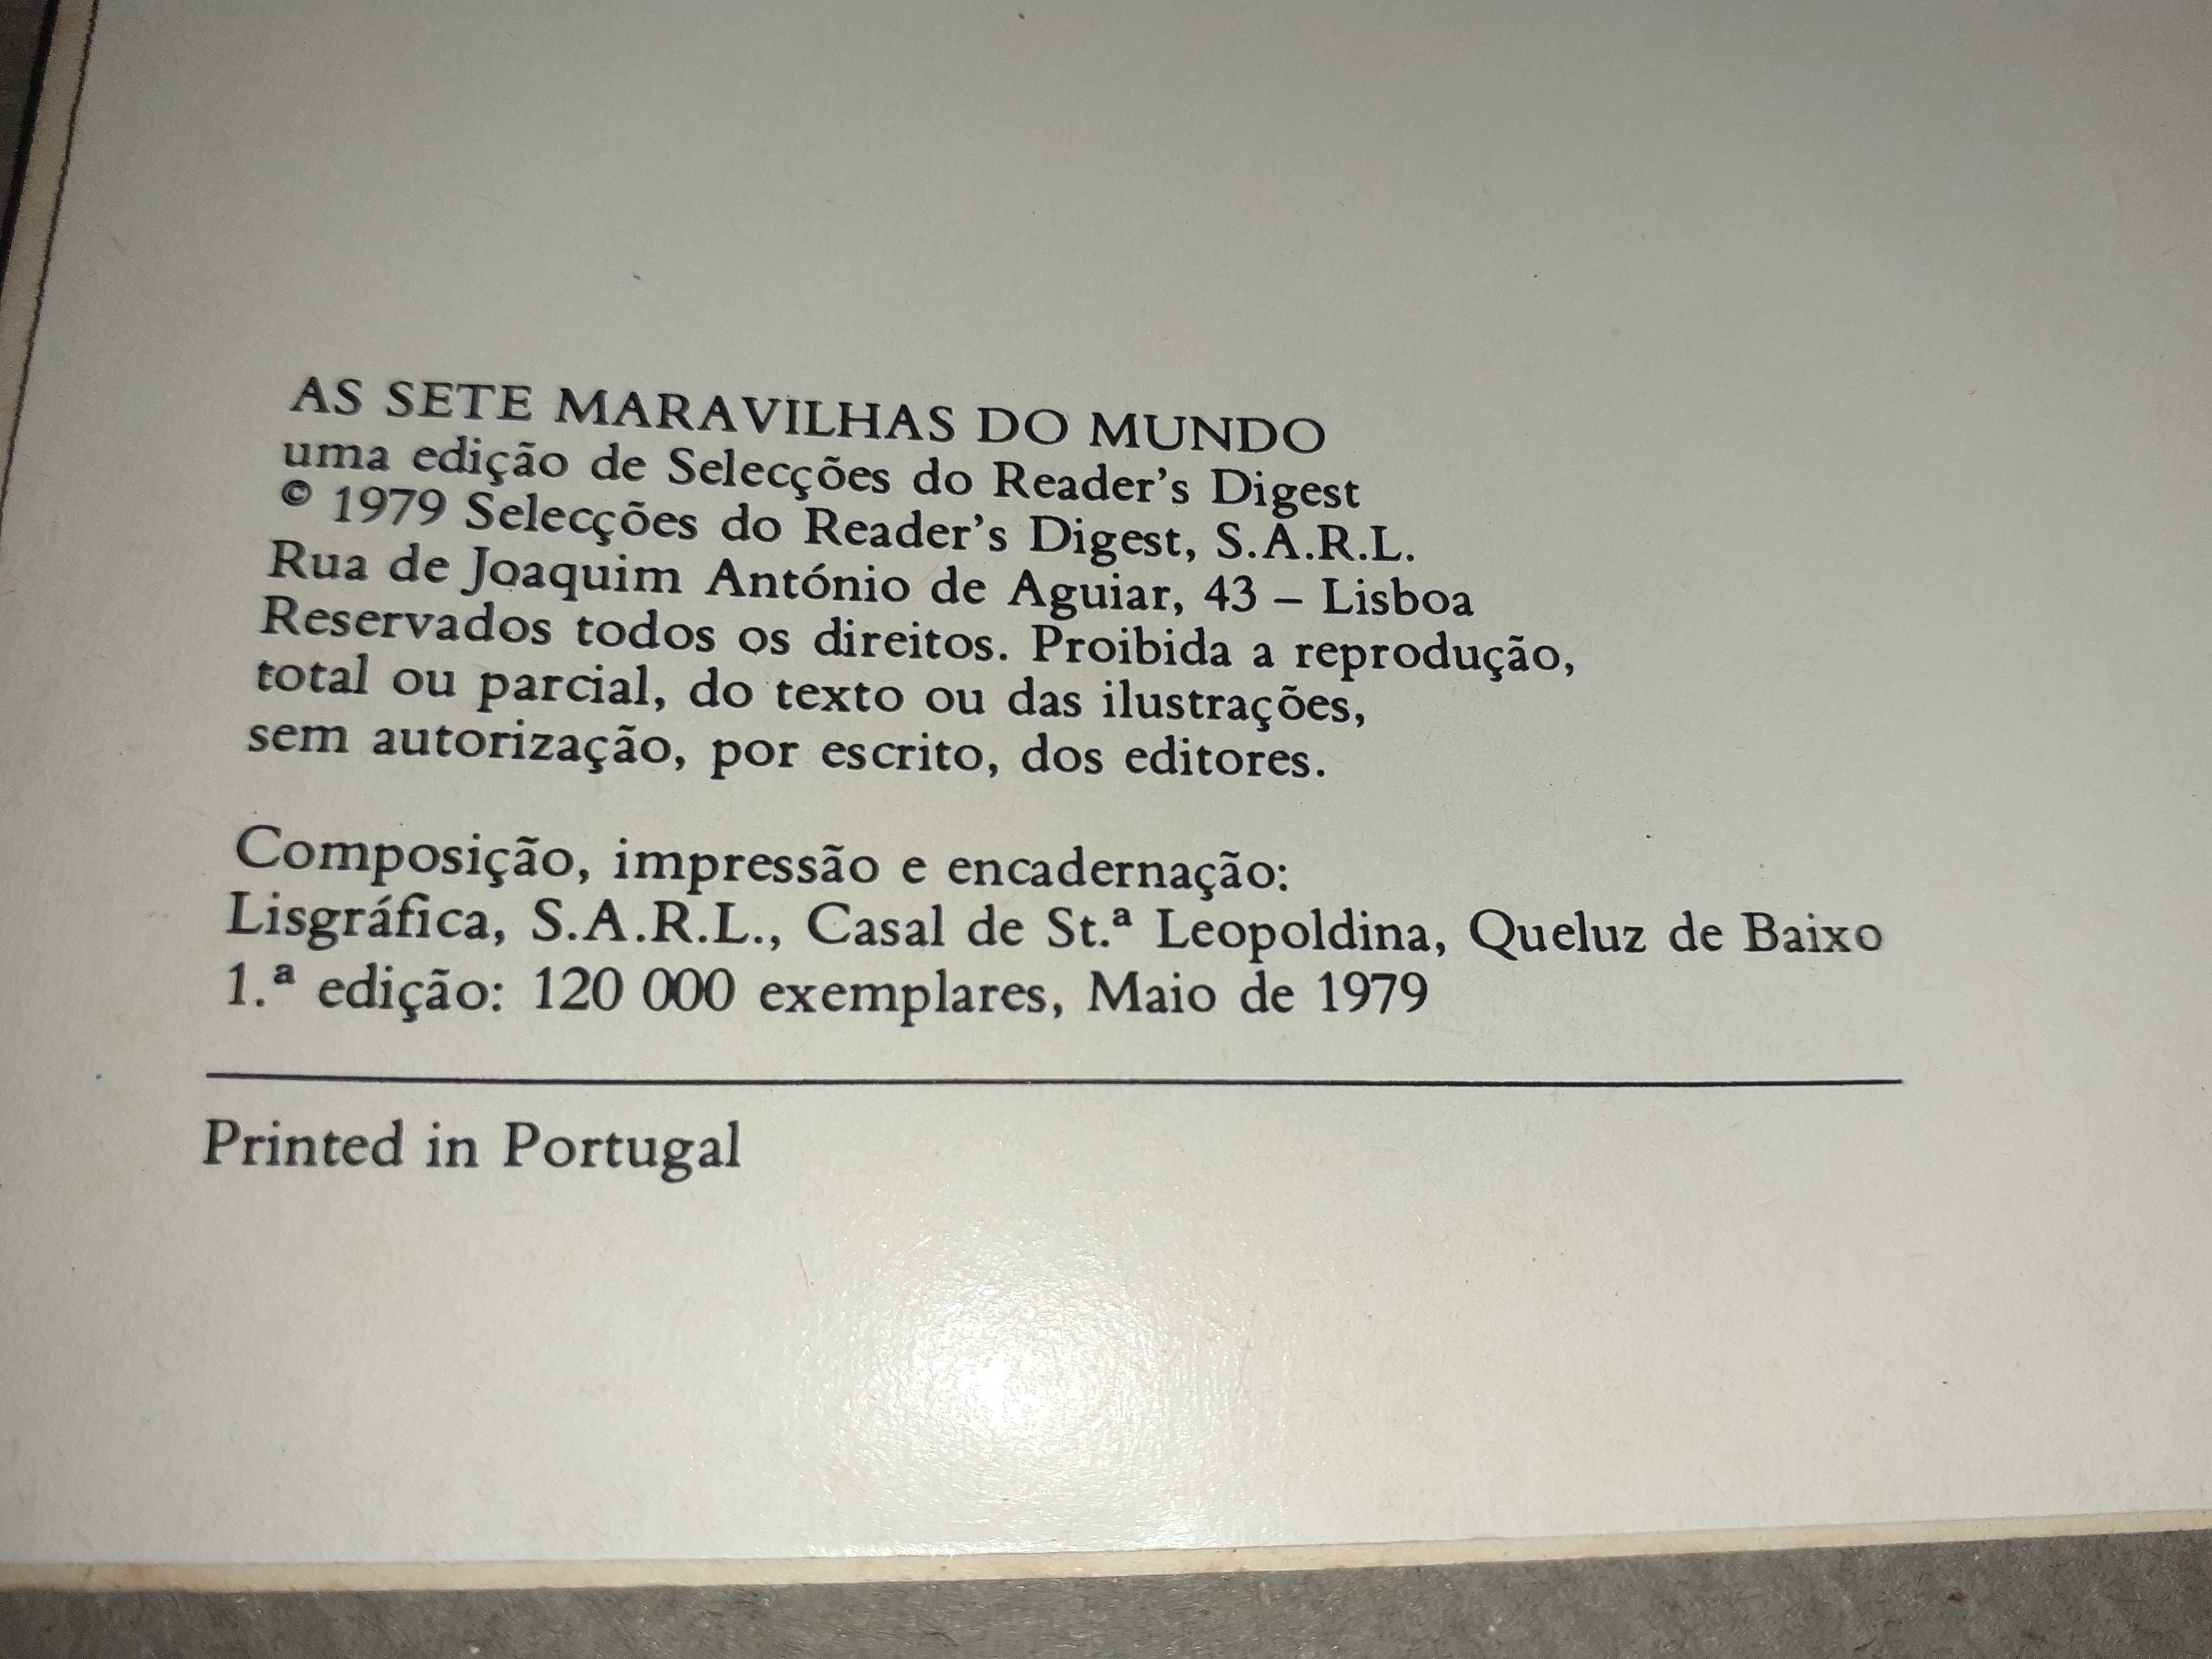 AS SETE MARAVILHAS DO MUNDO
uma edição de Selecções do Reader's Digest
© 1979 Selecções do Reader's Digest, S.A.R.L.
Rua de Joaquim António de Aguiar, 43 – Lisboa
Reservados todos os direitos. Proibida a reprodução,
total ou parcial, do texto ou das ilustrações,
sem autorização, por escrito, dos editores.
Composição, impressão e encadernação:
Lisgráfica, S.A.R.L., Casal de St.ª Leopoldina, Queluz de Baixo
1.ª edição: 120 000 exemplares, Maio de 1979
Printed in Portugal